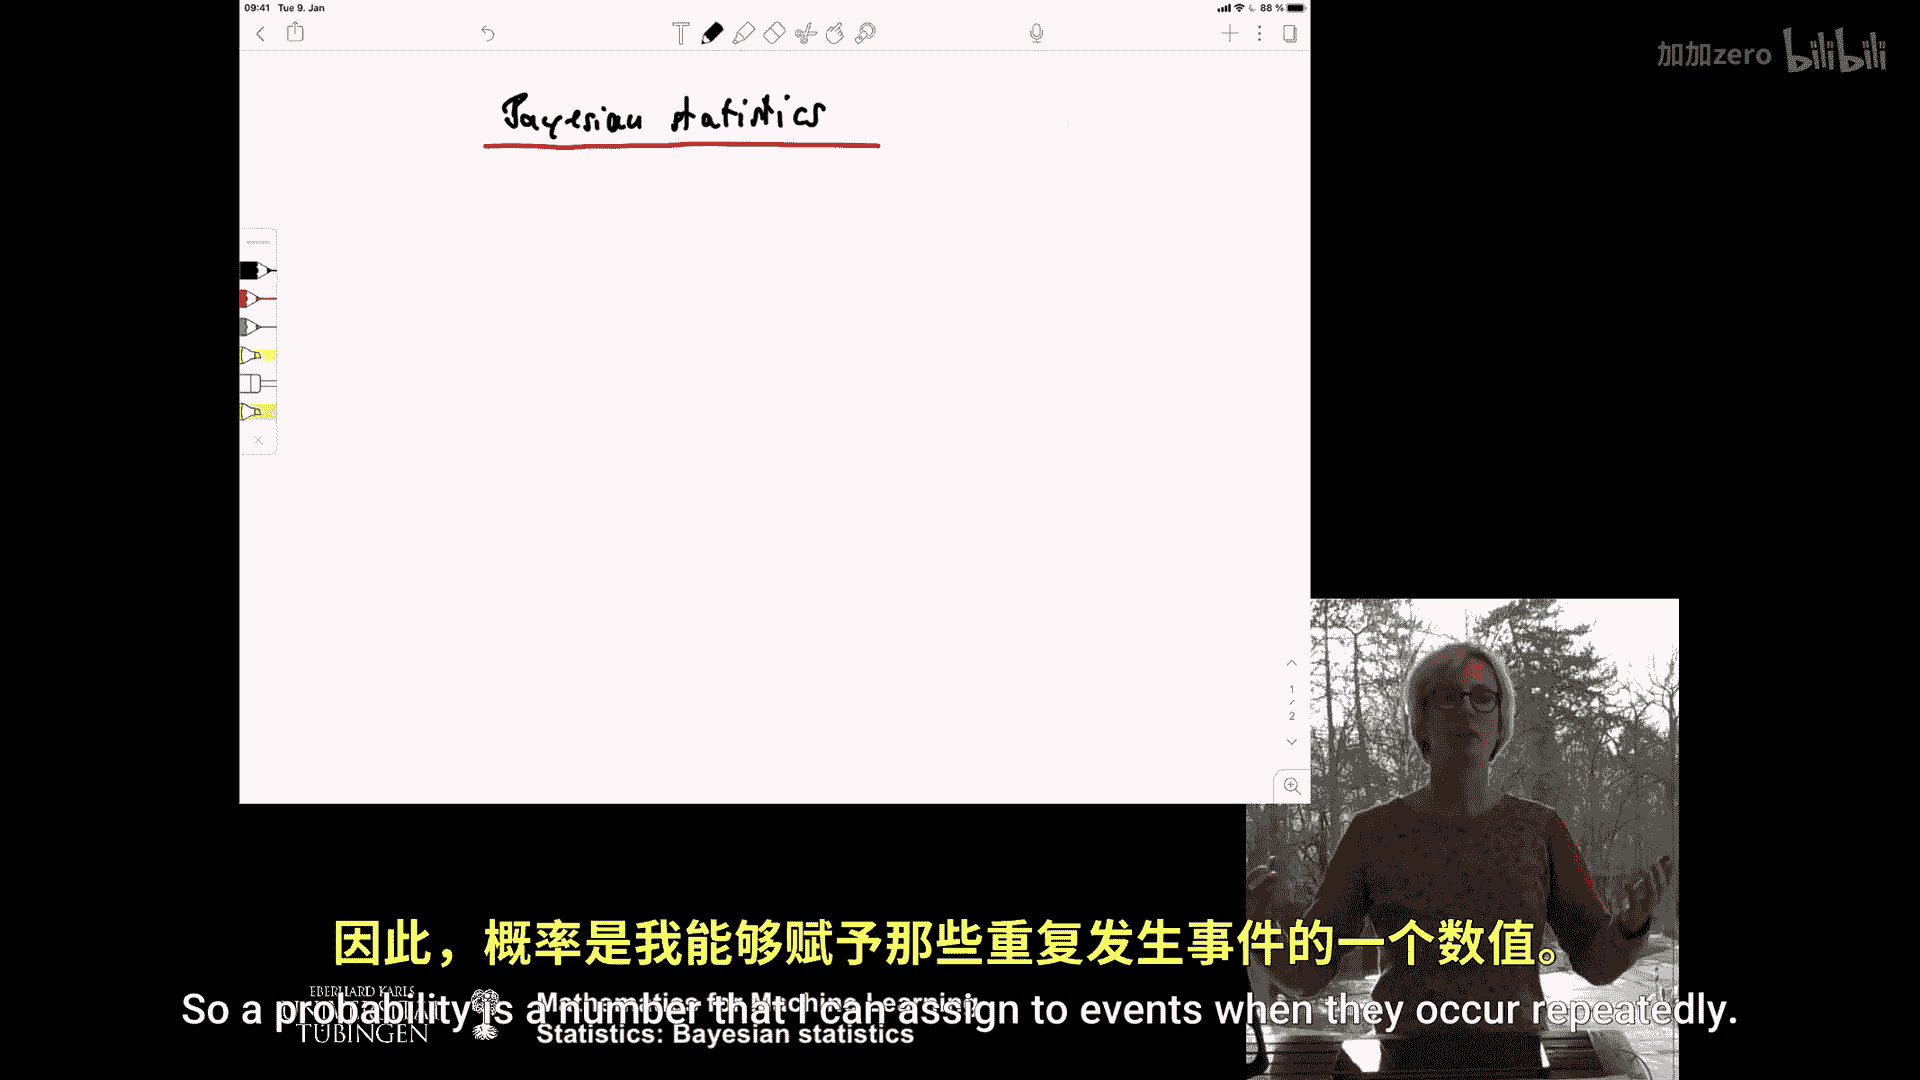 09:41 Tue 9. Jan
88 %
加加zero bilibili
Bayesian statistics
1
/
2
因此，概率是我能够赋予那些重复发生事件的一个数值。
So a probability is a number that I can assign to events when they occur repeatedly.
EBERHARD KARLS
UNIVERSITÄT
TÜBINGEN
Mathematics for Machine Learning
Statistics: Bayesian statistics